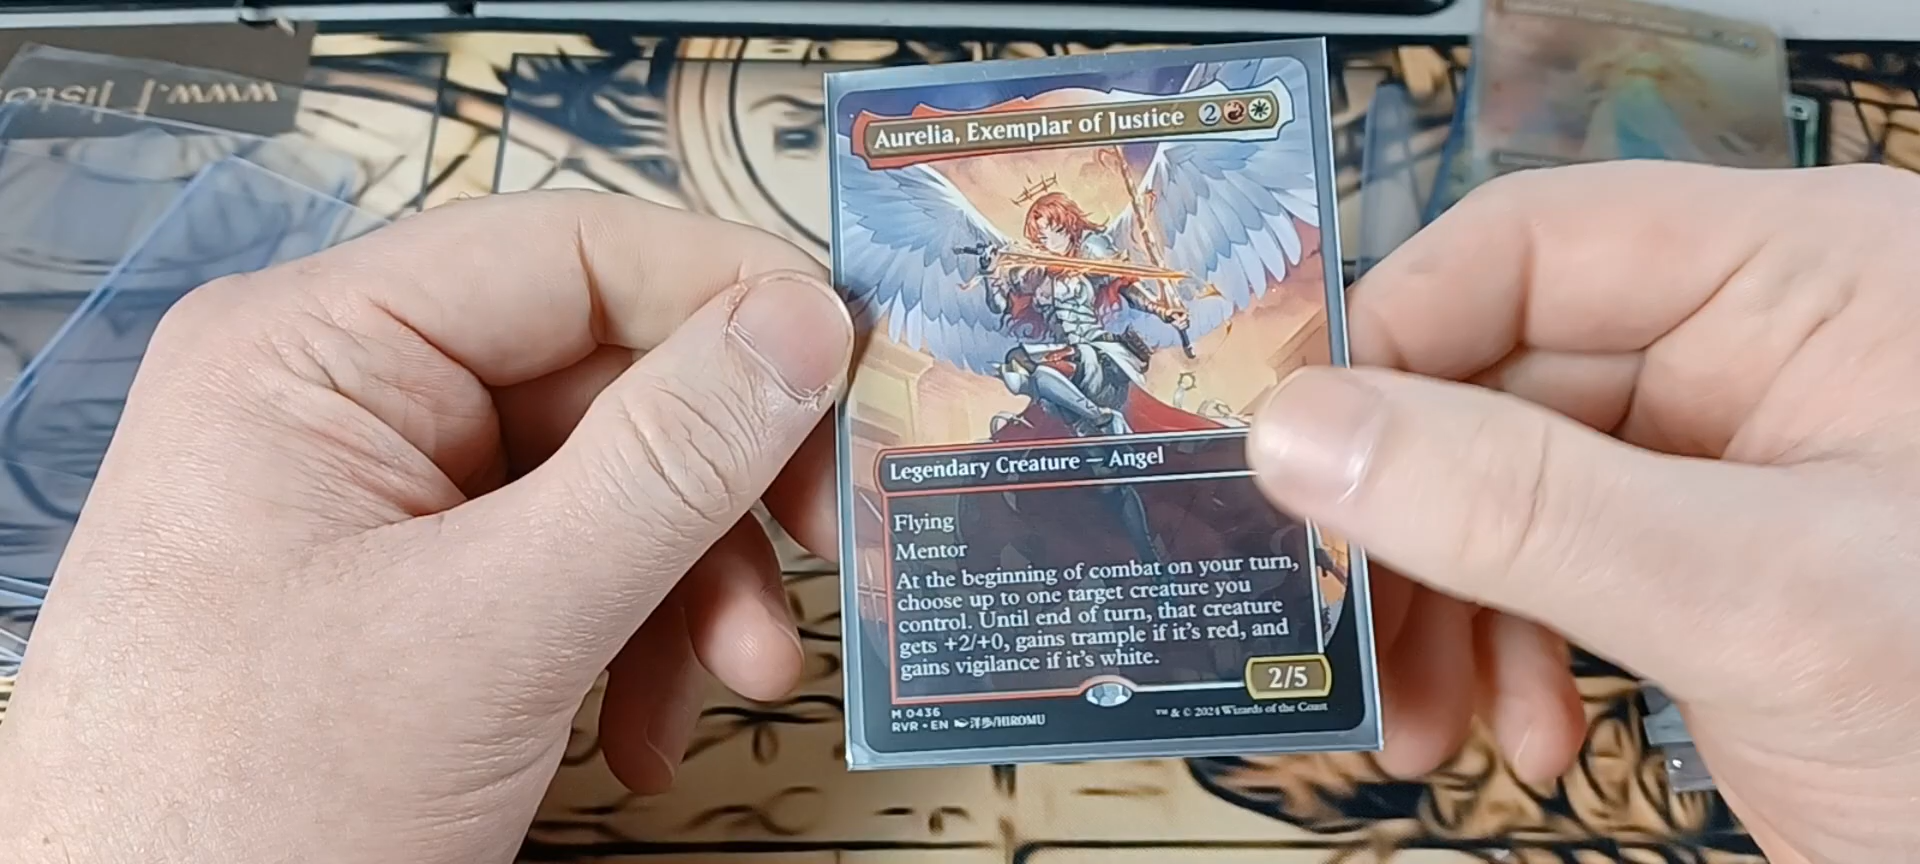 Aurelia, Exemplar of Justice 2
Legendary Creature — Angel
Flying
Mentor
At the beginning of combat on your turn,
choose up to one target creature you
control. Until end of turn, that creature
gets +2/+0, gains trample if it's red, and
gains vigilance if it's white.
2/5
M 0436
RVR • EN 洋歩/HIROMU
™ & © 2024 Wizards of the Coast
www.f